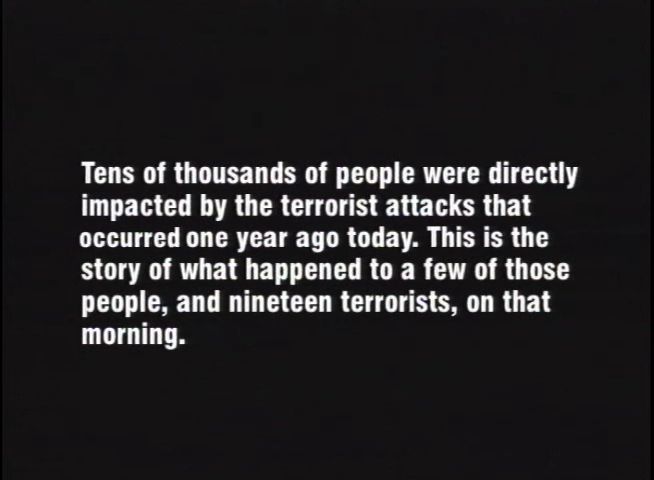 Tens of thousands of people were directly
impacted by the terrorist attacks that
occurred one year ago today. This is the
story of what happened to a few of those
people, and nineteen terrorists, on that
morning.